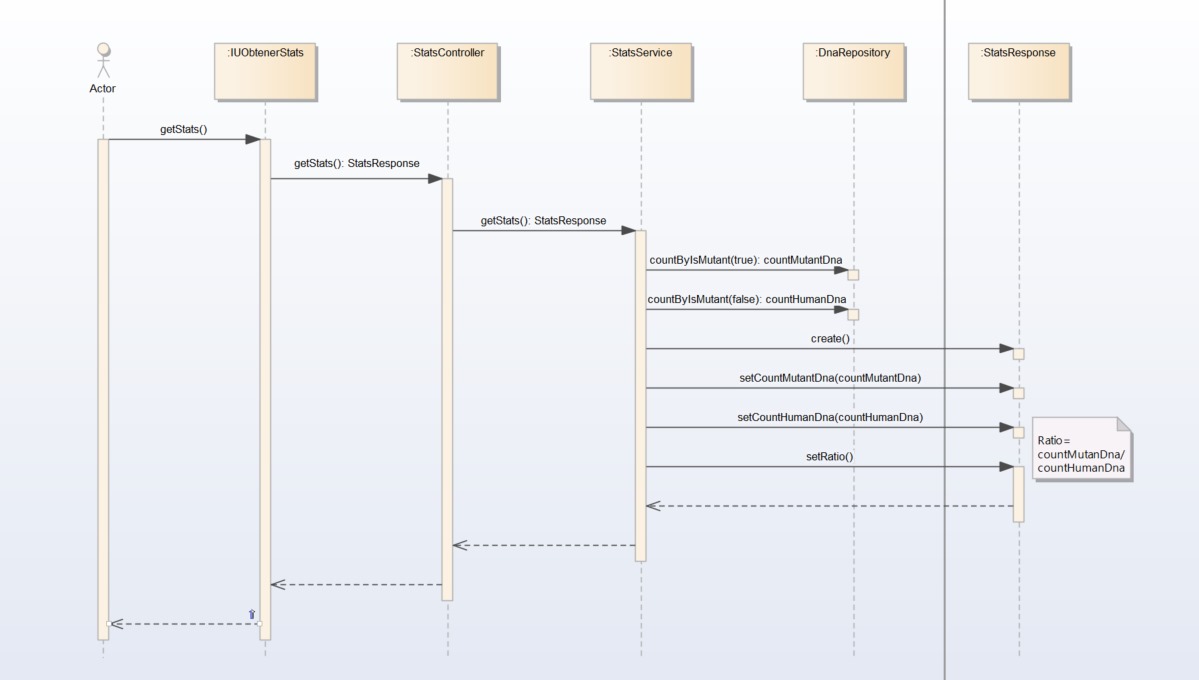 :IUObtenerStats
:StatsController
:StatsService
:DnaRepository
:StatsResponse
Actor
getStats()
getStats(): StatsResponse
getStats(): StatsResponse
countByIsMutant(true): countMutantDna
countByIsMutant(false): countHumanDna
create()
setCountMutantDna(countMutantDna)
setCountHumanDna(countHumanDna)
Ratio=
countMutanDna/
countHumanDna
setRatio()